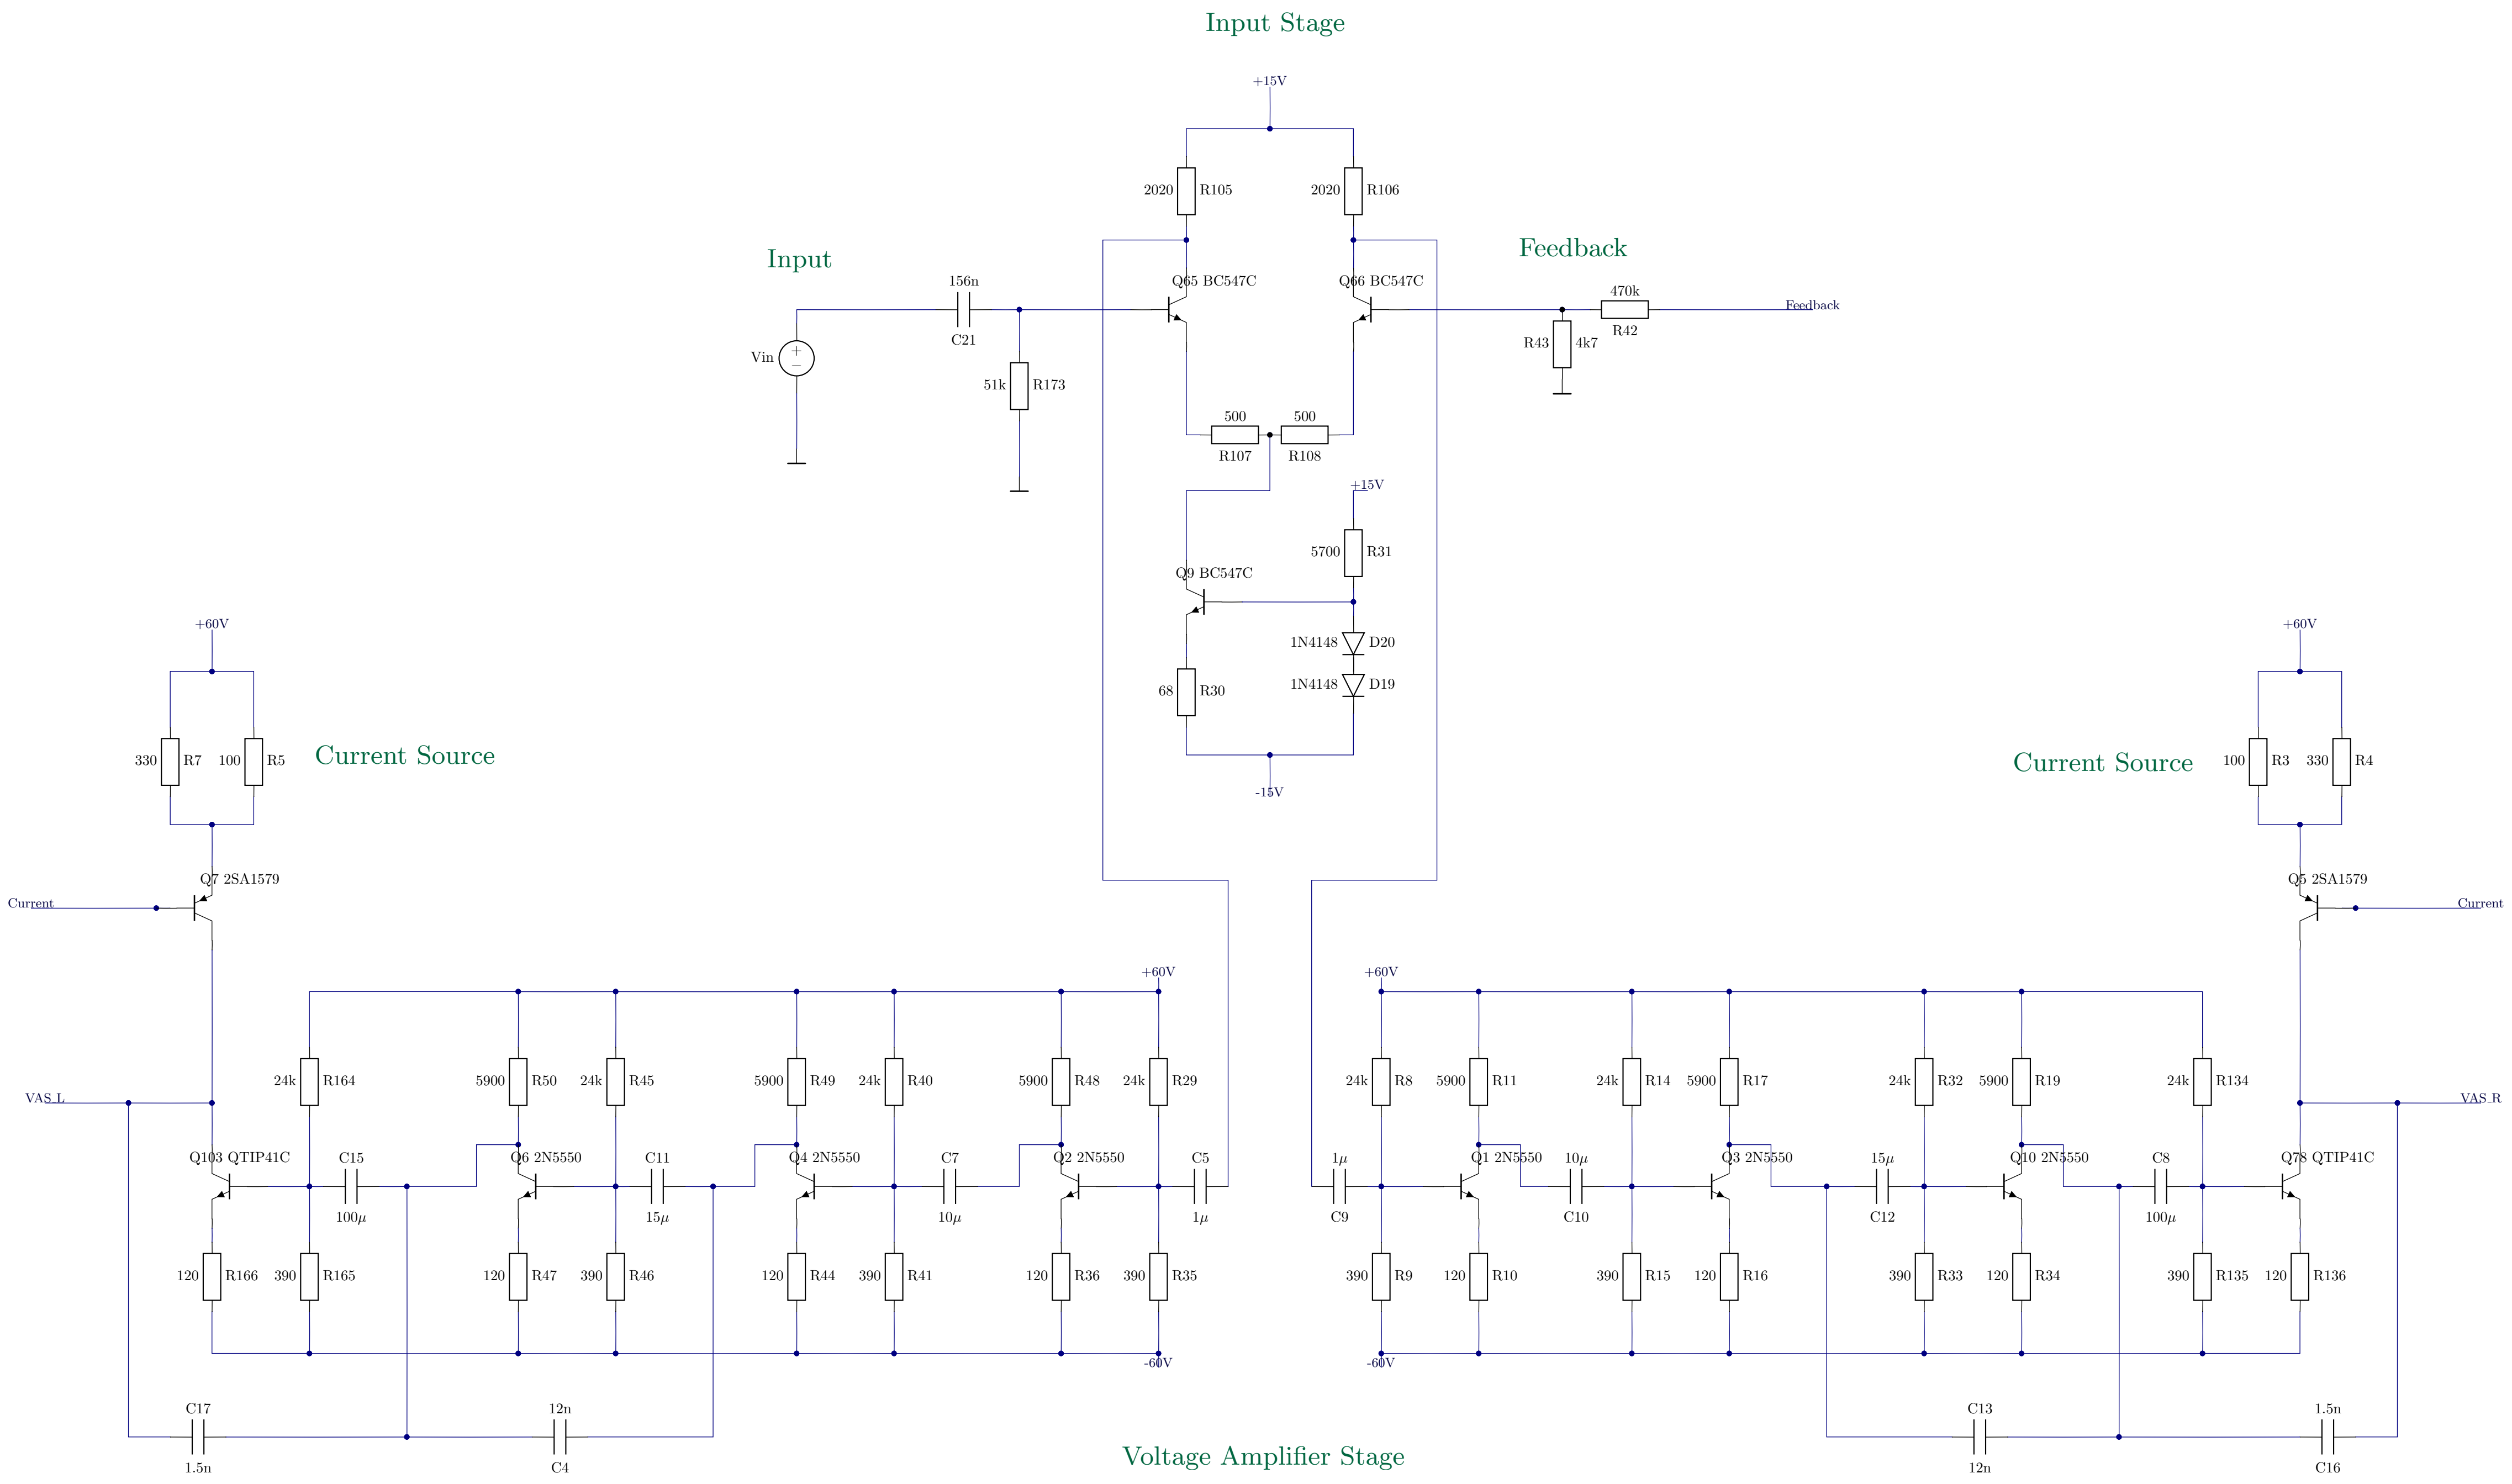 Input Stage
+15V
2020 R105
2020 R106
Input
Feedback
156n
C21
Q65 BC547C
Q66 BC547C
470k
R42
Feedback
Vin
+
−
51k R173
R43 4k7
500
R107
500
R108
+15V
5700 R31
Q9 BC547C
1N4148 D20
1N4148 D19
68 R30
-15V
+60V
330 R7
100 R5
Current Source
Q7 2SA1579
Current
+60V
Current Source
100 R3
330 R4
Q5 2SA1579
Current
+60V
24k R164
5900 R50
24k R45
5900 R49
24k R40
5900 R48
24k R29
VAS_L
Q103 QTIP41C
C15
100μ
Q6 2N5550
C11
15μ
Q4 2N5550
C7
10μ
Q2 2N5550
C5
1μ
120 R166
390 R165
120 R47
390 R46
120 R44
390 R41
120 R36
390 R35
-60V
C17
1.5n
12n
C4
+60V
24k R8
5900 R11
24k R14
5900 R17
24k R32
5900 R19
24k R134
VAS_R
1μ
C9
Q1 2N5550
10μ
C10
Q3 2N5550
15μ
C12
Q10 2N5550
C8
100μ
Q78 QTIP41C
390 R9
120 R10
390 R15
120 R16
390 R33
120 R34
390 R135
120 R136
-60V
C13
12n
1.5n
C16
Voltage Amplifier Stage